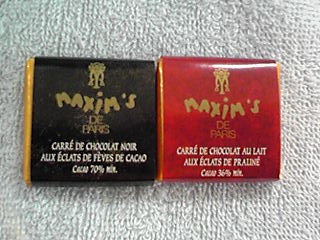 MAXIM'S
DE
PARIS
CARRÉ DE CHOCOLAT NOIR
AUX ÉCLATS DE FÈVES DE CACAO
CACAO 70% min.
MAXIM'S
DE
PARIS
CARRÉ DE CHOCOLAT AU LAIT
AUX ÉCLATS DE PRALINÉ
CACAO 36% min.